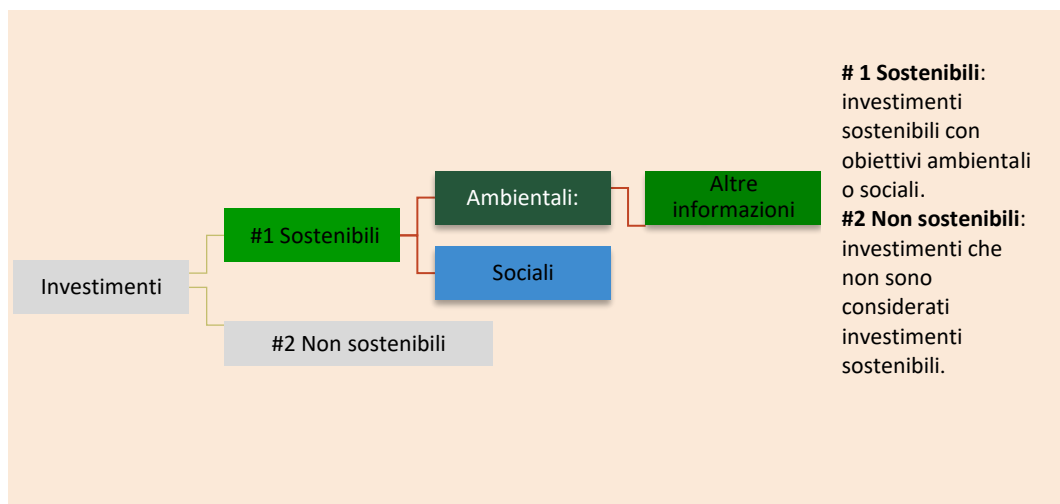 Investimenti
#1 Sostenibili
#2 Non sostenibili
Ambientali:
Sociali
Altre
informazioni
# 1 Sostenibili:
investimenti
sostenibili con
obiettivi ambientali
o sociali.
#2 Non sostenibili:
investimenti che
non sono
considerati
investimenti
sostenibili.